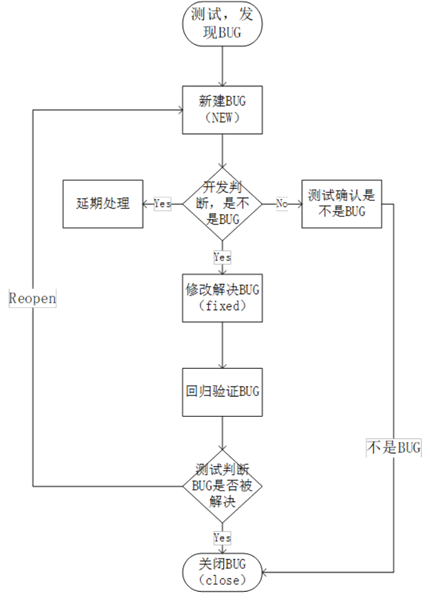 测试，发
现BUG
新建BUG
（NEW）
开发判
断，是不
是BUG
Yes
延期处理
No
测试确认是
不是BUG
Yes
修改解决BUG
（fixed）
Reopen
回归验证BUG
不是BUG
测试判断
BUG是否被
解决
Yes
关闭BUG
（close）